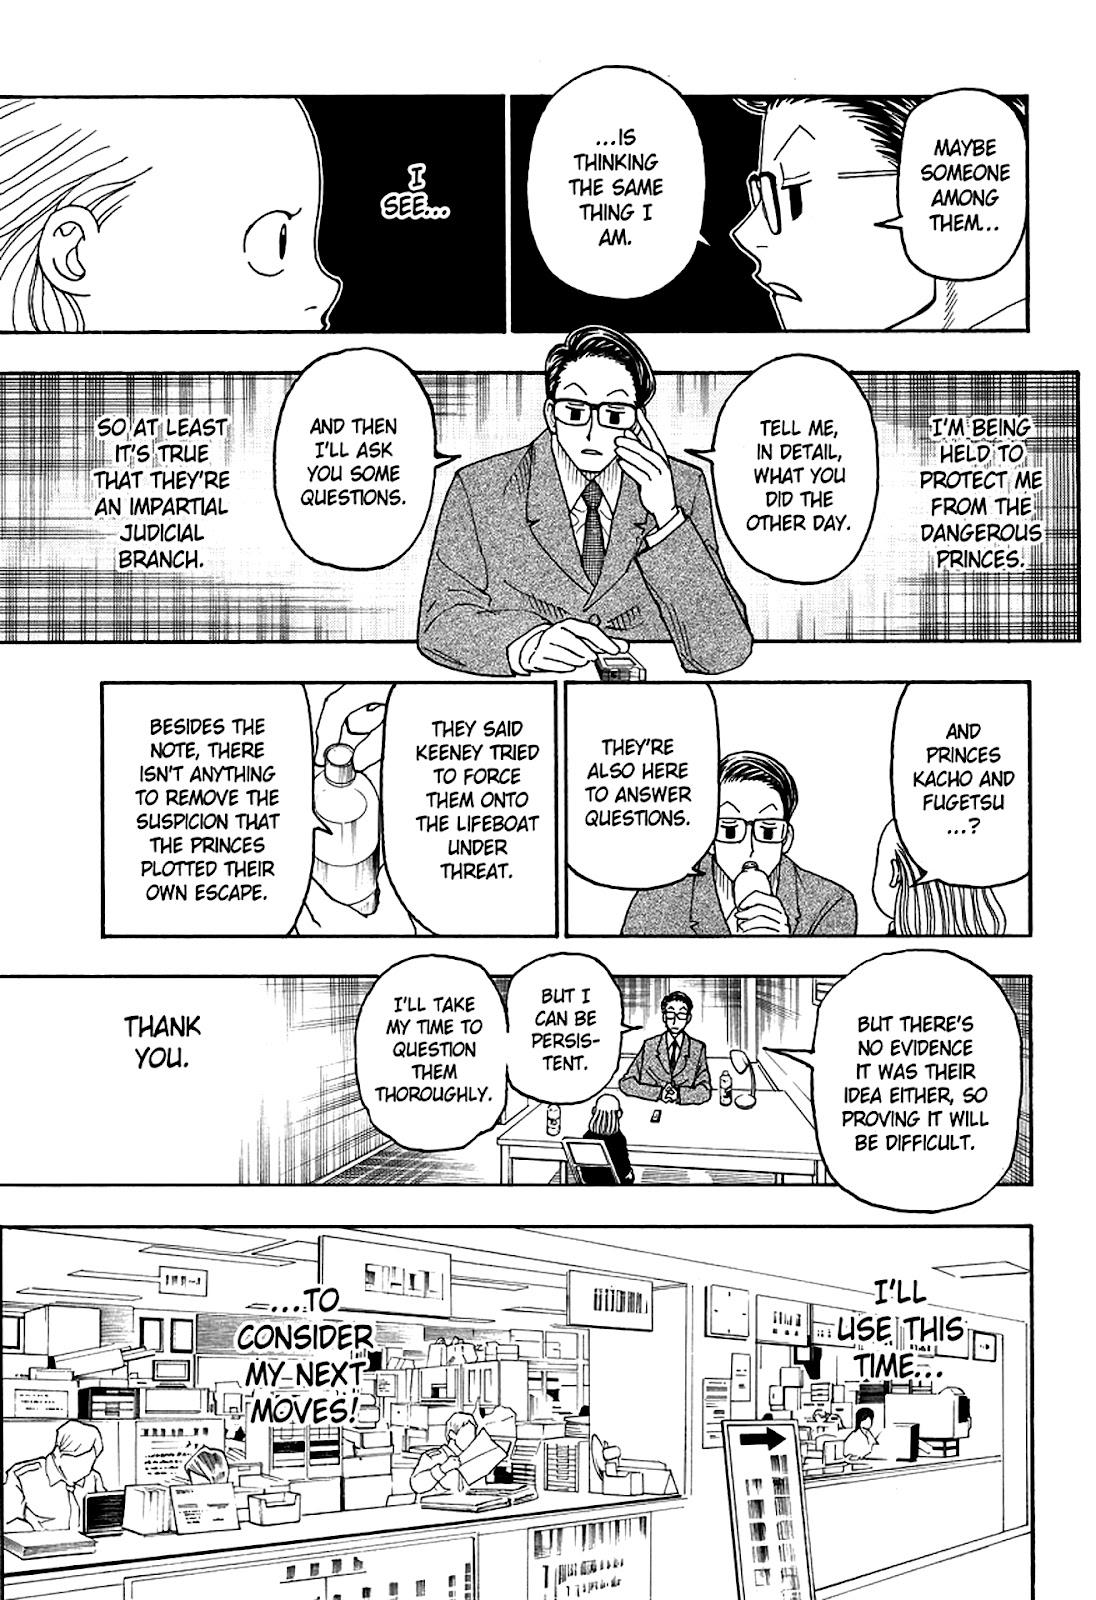 MAYBE
SOMEONE
AMONG
THEM...
...IS
THINKING
THE SAME
THING I
AM.
I
SEE...
I'M BEING
HELD TO
PROTECT ME
FROM THE
DANGEROUS
PRINCES.
TELL ME,
IN DETAIL,
WHAT YOU
DID THE
OTHER DAY.
AND THEN
I'LL ASK
YOU SOME
QUESTIONS.
SO AT LEAST
IT'S TRUE
THAT THEY'RE
AN IMPARTIAL
JUDICIAL
BRANCH.
AND
PRINCES
KACHO AND
FUGETSU
...?
THEY'RE
ALSO HERE
TO ANSWER
QUESTIONS.
THEY SAID
KEENEY TRIED
TO FORCE
THEM ONTO
THE LIFEBOAT
UNDER
THREAT.
BESIDES THE
NOTE, THERE
ISN'T ANYTHING
TO REMOVE THE
SUSPICION THAT
THE PRINCES
PLOTTED THEIR
OWN ESCAPE.
BUT THERE'S
NO EVIDENCE
IT WAS THEIR
IDEA EITHER, SO
PROVING IT WILL
BE DIFFICULT.
BUT I
CAN BE
PERSIS-
TENT.
I'LL TAKE
MY TIME TO
QUESTION
THEM
THOROUGHLY.
THANK
YOU.
I'LL
USE THIS
TIME...
...TO
CONSIDER
MY NEXT
MOVES!